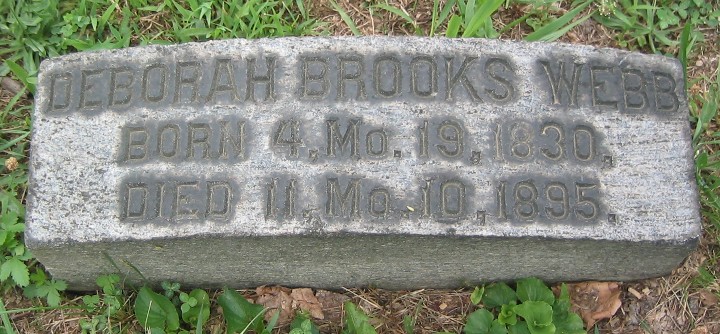 DEBORAH BROOKS WEBB
BORN 4. MO. 19. 1830.
DIED 11. MO. 10. 1895.